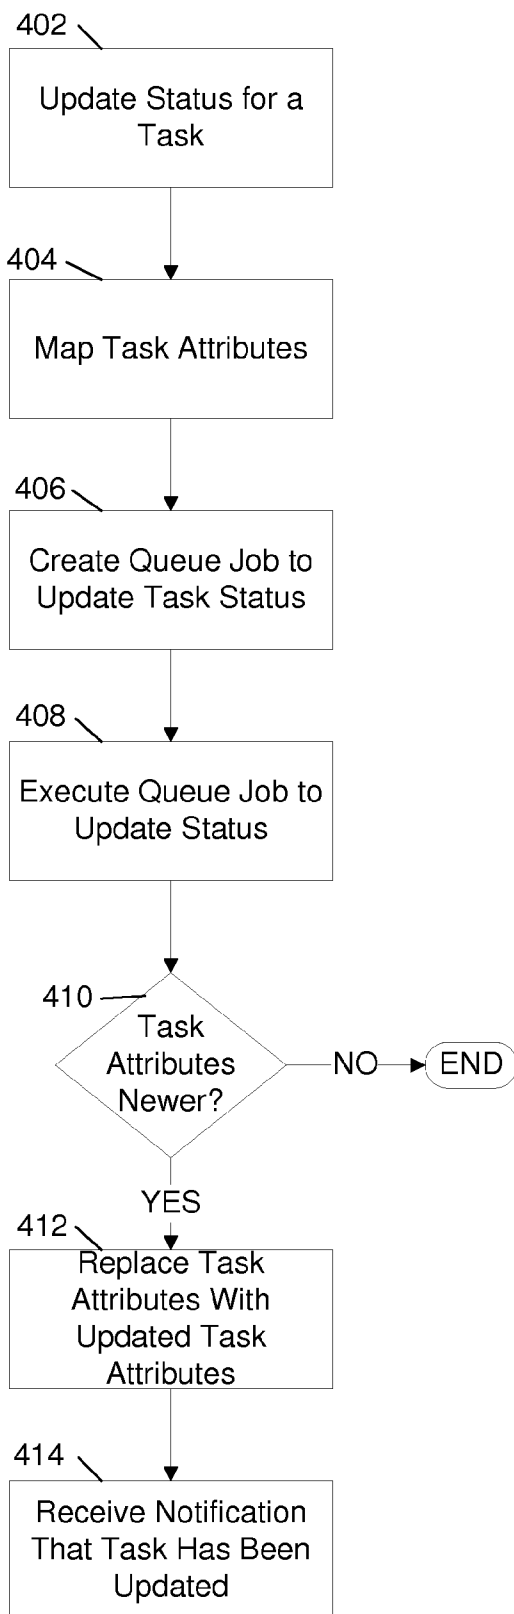 402
Update Status for a
Task
404
Map Task Attributes
406
Create Queue Job to
Update Task Status
408
Execute Queue Job to
Update Status
410
Task
Attributes
Newer?
NO
END
YES
412
Replace Task
Attributes With
Updated Task
Attributes
414
Receive Notification
That Task Has Been
Updated